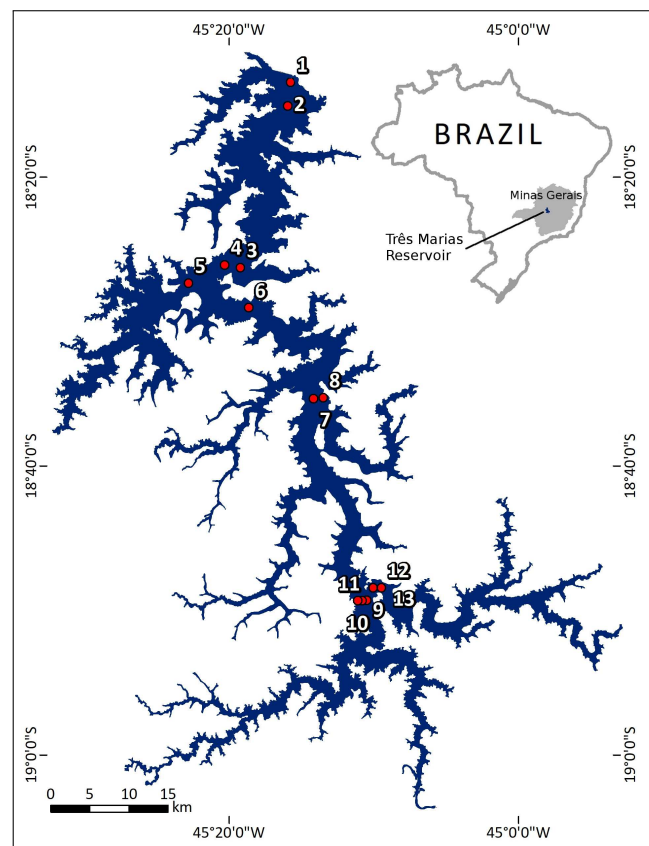 45°20'0"W 45°0'0"W
1
2
BRAZIL
Minas Gerais
Três Marias
Reservoir
18°20'0"S 18°20'0"S
4 3
5
6
8
7
18°40'0"S 18°40'0"S
11 12
9 13
10
19°0'0"S 19°0'0"S
0 5 10 15
km
45°20'0"W 45°0'0"W